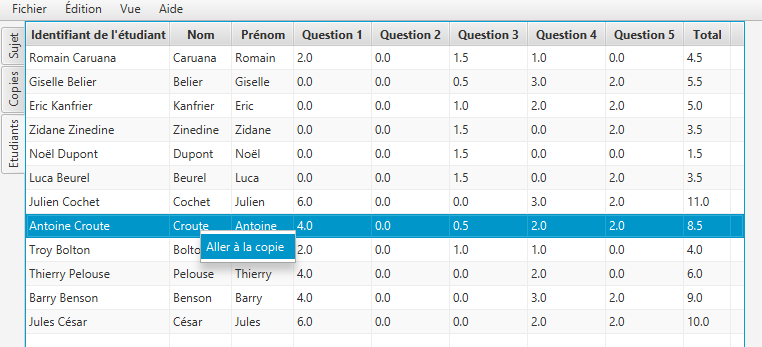 Fichier Édition Vue Aide
Sujet
Copies
Etudiants
Identifiant de l'étudiant Nom Prénom Question 1 Question 2 Question 3 Question 4 Question 5 Total
Romain Caruana Caruana Romain 2.0 0.0 1.5 1.0 0.0 4.5
Giselle Belier Belier Giselle 0.0 0.0 0.5 3.0 2.0 5.5
Eric Kanfrier Kanfrier Eric 0.0 0.0 1.0 2.0 2.0 5.0
Zidane Zinedine Zinedine Zidane 0.0 0.0 1.5 0.0 2.0 3.5
Noël Dupont Dupont Noël 0.0 0.0 1.5 0.0 0.0 1.5
Luca Beurel Beurel Luca 0.0 0.0 1.5 0.0 2.0 3.5
Julien Cochet Cochet Julien 6.0 0.0 0.0 3.0 2.0 11.0
Antoine Croute Croute Antoine 4.0 0.0 0.5 2.0 2.0 8.5
Aller à la copie
Troy Bolton Bolto 2.0 0.0 1.0 1.0 0.0 4.0
Thierry Pelouse Pelouse Thierry 4.0 0.0 0.0 2.0 0.0 6.0
Barry Benson Benson Barry 4.0 0.0 0.0 3.0 2.0 9.0
Jules César César Jules 6.0 0.0 0.0 2.0 2.0 10.0